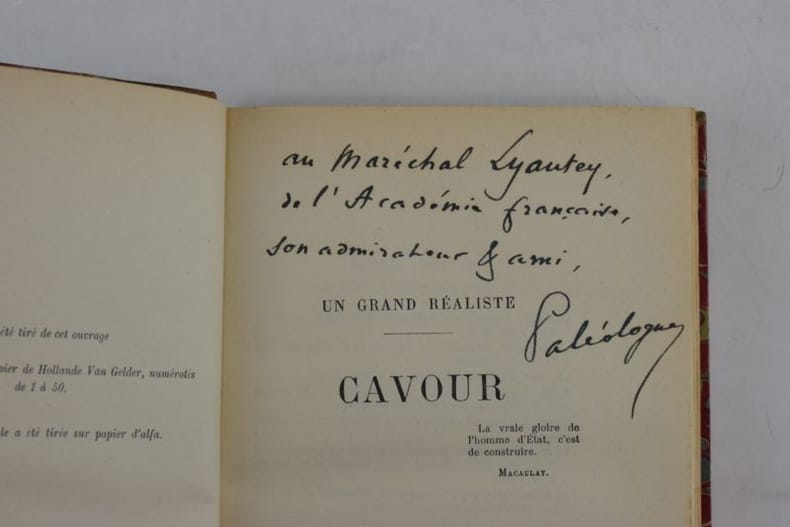 été tiré de cet ouvrage
pier de Hollande Van Gelder, numérotés
de 1 à 50.
le a été tirée sur papier d'alfa.
au Maréchal Lyautey,
de l'Académie française,
son admirateur & ami,
Paléologue
UN GRAND RÉALISTE
CAVOUR
La vraie gloire de
l'homme d'État, c'est
de construire.
MACAULAY.